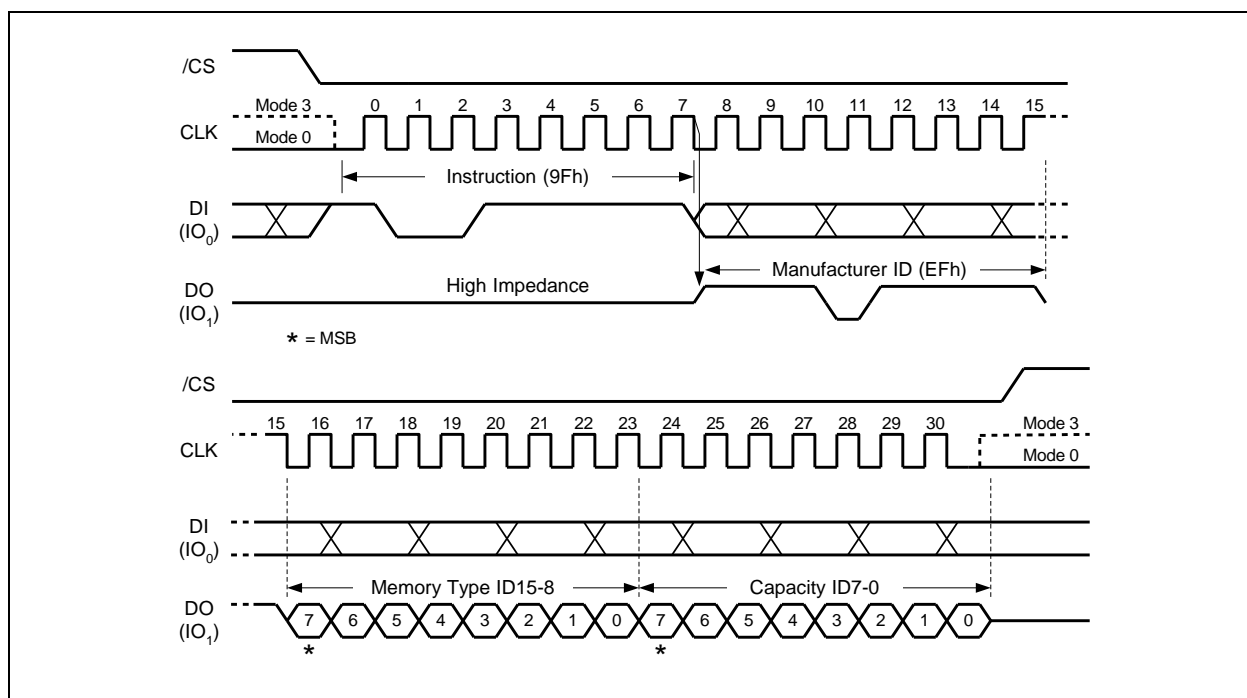 /CS
Mode 3 0 1 2 3 4 5 6 7 8 9 10 11 12 13 14 15
CLK
Mode 0
Instruction (9Fh)
DI
(IO0)
Manufacturer ID (EFh)
High Impedance
DO
(IO1)
* = MSB
/CS
15 16 17 18 19 20 21 22 23 24 25 26 27 28 29 30 Mode 3
CLK
Mode 0
DI
(IO0)
Memory Type ID15-8 Capacity ID7-0
DO
(IO1)
7 6 5 4 3 2 1 0 7 6 5 4 3 2 1 0
* *